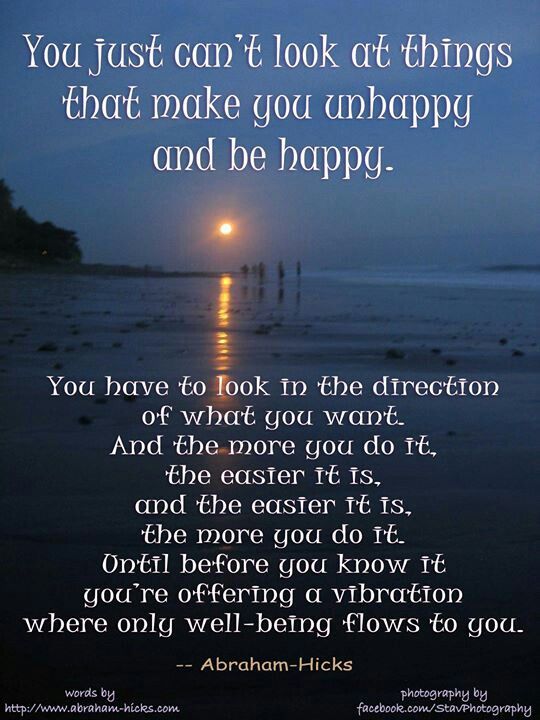 You just can't look at things
that make you unhappy
and be happy.
You have to look in the direction
of what you want.
And the more you do it,
the easier it is,
and the easier it is,
the more you do it.
Until before you know it
you're offering a vibration
where only well-being flows to you.
-- Abraham-Hicks
words by
http://www.abraham-hicks.com
photography by
facebook.com/StavPhotography